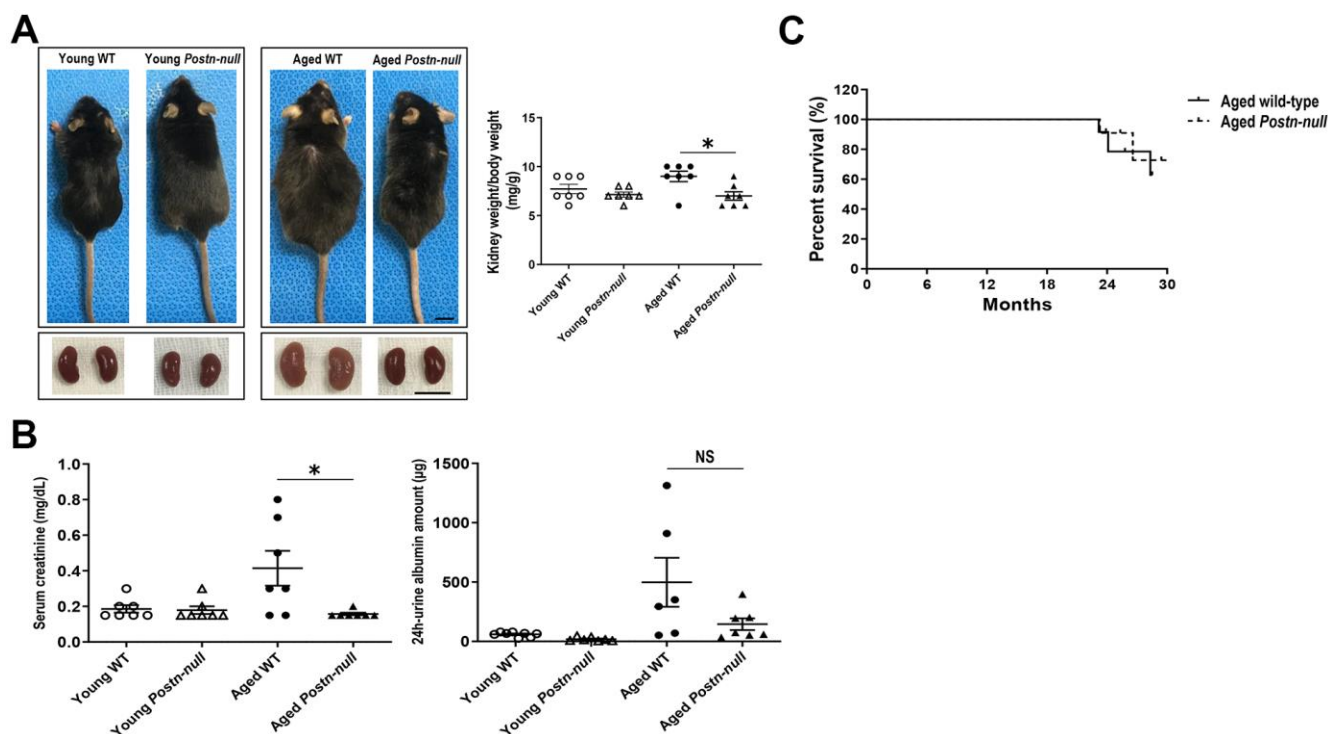 A
Young WT
Young Postn-null
Aged WT
Aged Postn-null
Kidney weight/body weight
(mg/g)
15
10
5
0
*
Young WT
Young Postn-null
Aged WT
Aged Postn-null
C
Percent survival (%)
120
100
80
60
40
20
0
0
6
12
18
24
30
Months
Aged wild-type
Aged Postn-null
B
Serum creatinine (mg/dL)
1.0
0.8
0.6
0.4
0.2
0.0
*
Young WT
Young Postn-null
Aged WT
Aged Postn-null
24h-urine albumin amount (μg)
1500
1000
500
0
NS
Young WT
Young Postn-null
Aged WT
Aged Postn-null